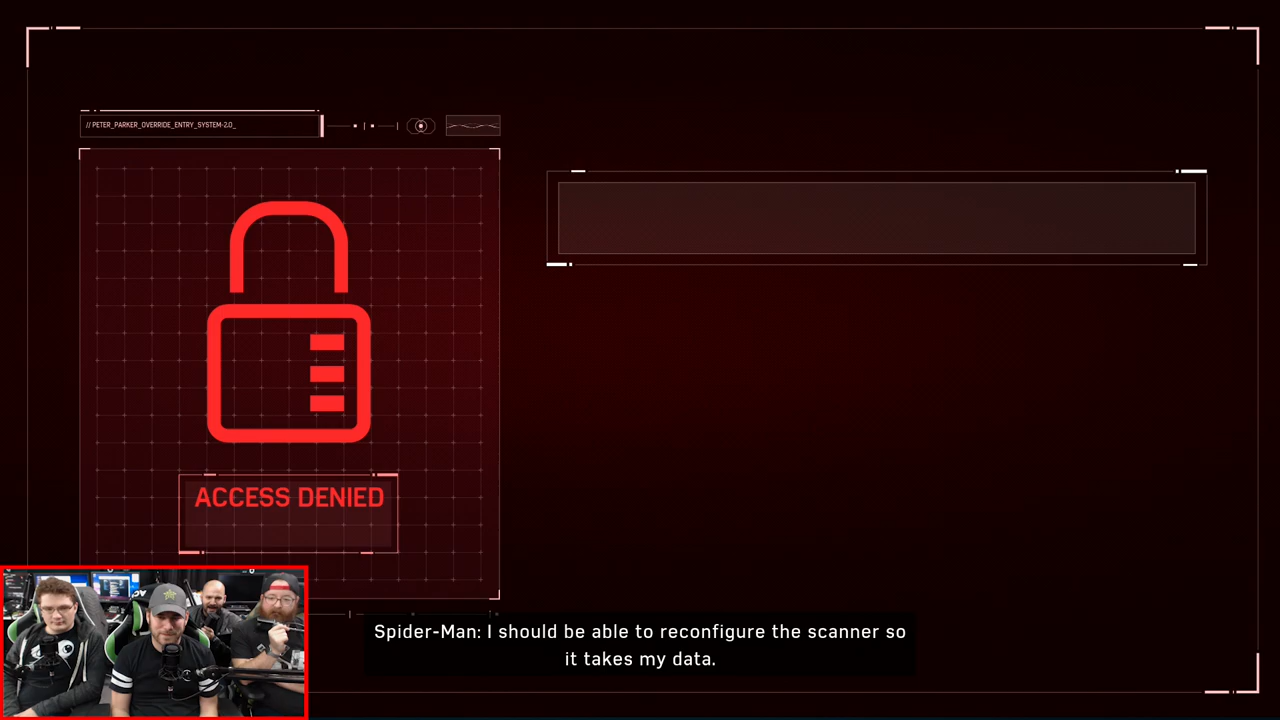 // PETER_PARKER_OVERRIDE_ENTRY_SYSTEM-2.0_
ACCESS DENIED
Spider-Man: I should be able to reconfigure the scanner so
it takes my data.